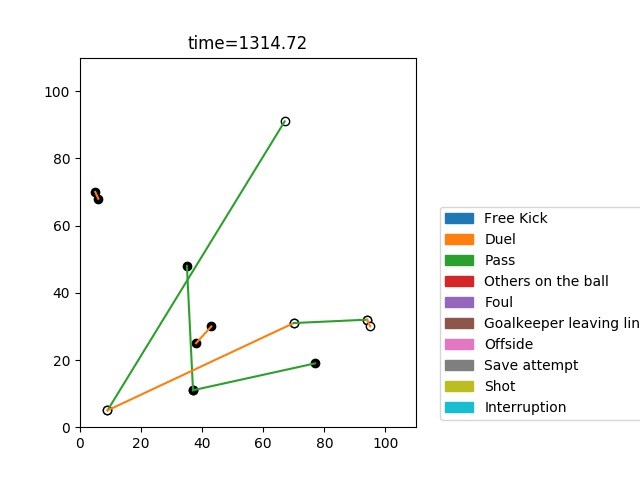 time=1314.72
100
80
60
40
20
0
0 20 40 60 80 100
Free Kick
Duel
Pass
Others on the ball
Foul
Goalkeeper leaving lin
Offside
Save attempt
Shot
Interruption